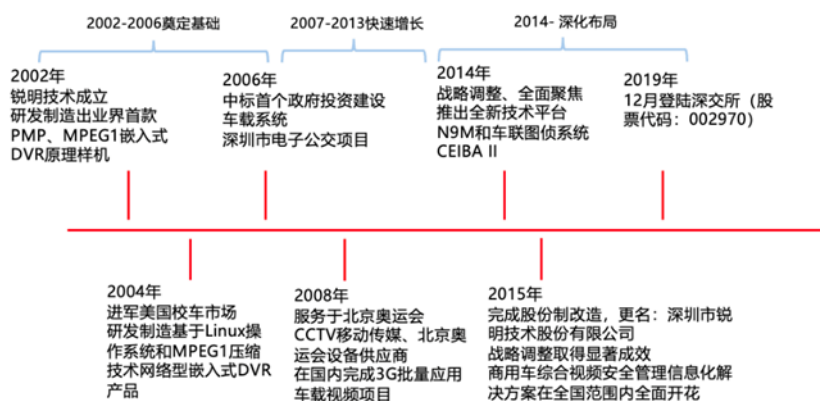 2002-2006奠定基础
2007-2013快速增长
2014- 深化布局
2002年
锐明技术成立
研发制造出业界首款
PMP、MPEG1嵌入式
DVR原理样机
2006年
中标首个政府投资建设
车载系统
深圳市电子公交项目
2014年
战略调整、全面聚焦
推出全新技术平台
N9M和车联图侦系统
CEIBA II
2019年
12月登陆深交所（股
票代码：002970）
2004年
进军美国校车市场
研发制造基于Linux操
作系统和MPEG1压缩
技术网络型嵌入式DVR
产品
2008年
服务于北京奥运会
CCTV移动传媒、北京奥
运会设备供应商
在国内完成3G批量应用
车载视频项目
2015年
完成股份制改造，更名：深圳市锐
明技术股份有限公司
战略调整取得显著成效
商用车综合视频安全管理信息化解
决方案在全国范围内全面开花